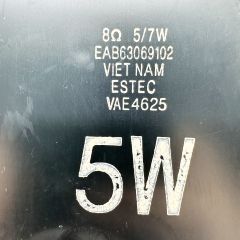 8Ω 5/7W
EAB63069102
VIET NAM
ESTEC
VAE4625
5W